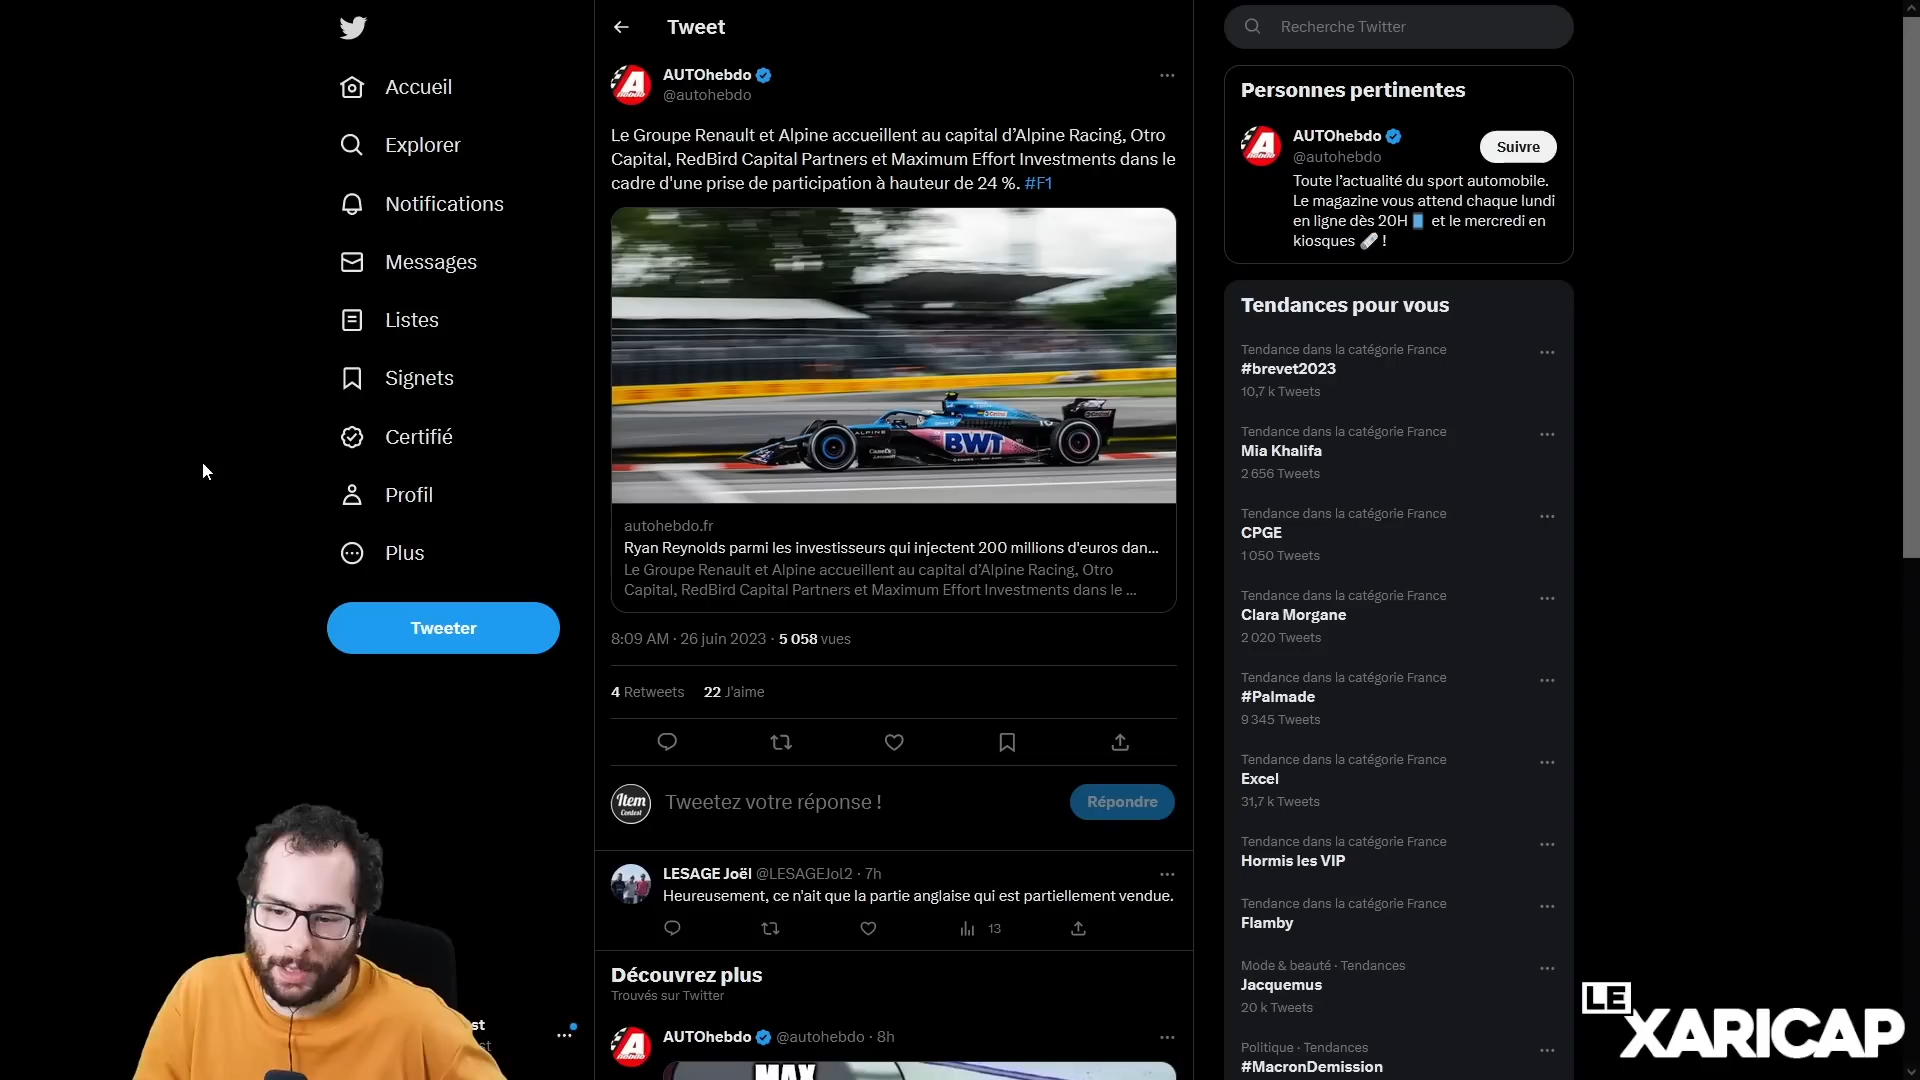 Accueil
Explorer
Notifications
Messages
Listes
Signets
Certifié
Profil
Plus
Tweeter
st
Tweet
AUTOhebdo
@autohebdo
Le Groupe Renault et Alpine accueillent au capital d’Alpine Racing, Otro
Capital, RedBird Capital Partners et Maximum Effort Investments dans le
cadre d'une prise de participation à hauteur de 24 %. #F1
ALPINE
BWT
autohebdo.fr
Ryan Reynolds parmi les investisseurs qui injectent 200 millions d'euros dan...
Le Groupe Renault et Alpine accueillent au capital d’Alpine Racing, Otro
Capital, RedBird Capital Partners et Maximum Effort Investments dans le ...
8:09 AM · 26 juin 2023 · 5 058 vues
4 Retweets 22 J'aime
Item
Contest
Tweetez votre réponse !
Répondre
LESAGE Joël @LESAGEJol2 · 7h
Heureusement, ce n'ait que la partie anglaise qui est partiellement vendue.
13
Découvrez plus
Trouvés sur Twitter
AUTOhebdo @autohebdo · 8h
MAX
Recherche Twitter
Personnes pertinentes
AUTOhebdo
@autohebdo
Suivre
Toute l’actualité du sport automobile.
Le magazine vous attend chaque lundi
en ligne dès 20H et le mercredi en
kiosques !
Tendances pour vous
Tendance dans la catégorie France
#brevet2023
10,7 k Tweets
Tendance dans la catégorie France
Mia Khalifa
2 656 Tweets
Tendance dans la catégorie France
CPGE
1 050 Tweets
Tendance dans la catégorie France
Clara Morgane
2 020 Tweets
Tendance dans la catégorie France
#Palmade
9 345 Tweets
Tendance dans la catégorie France
Excel
31,7 k Tweets
Tendance dans la catégorie France
Hormis les VIP
Tendance dans la catégorie France
Flamby
Mode & beauté · Tendances
Jacquemus
20 k Tweets
Politique · Tendances
#MacronDemission
LE
XARICAP